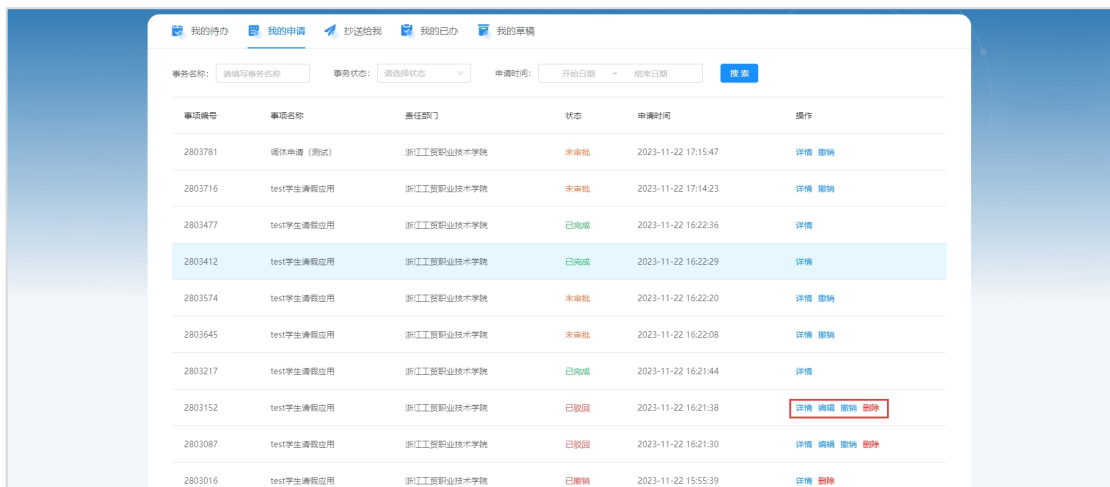 我的待办 我的申请 抄送给我 我的已办 我的草稿
事务名称: 请填写事务名称 事务状态: 请选择状态 申请时间: 开始日期 ~ 结束日期 搜索
事项编号 事项名称 责任部门 状态 申请时间 操作
2803781 调休申请（测试） 浙江工贸职业技术学院 未审批 2023-11-22 17:15:47 详情 撤销
2803716 test学生请假应用 浙江工贸职业技术学院 未审批 2023-11-22 17:14:23 详情 撤销
2803477 test学生请假应用 浙江工贸职业技术学院 已完成 2023-11-22 16:22:36 详情
2803412 test学生请假应用 浙江工贸职业技术学院 已完成 2023-11-22 16:22:29 详情
2803574 test学生请假应用 浙江工贸职业技术学院 未审批 2023-11-22 16:22:20 详情 撤销
2803645 test学生请假应用 浙江工贸职业技术学院 未审批 2023-11-22 16:22:08 详情 撤销
2803217 test学生请假应用 浙江工贸职业技术学院 已完成 2023-11-22 16:21:44 详情
2803152 test学生请假应用 浙江工贸职业技术学院 已驳回 2023-11-22 16:21:38 详情 编辑 撤销 删除
2803087 test学生请假应用 浙江工贸职业技术学院 已驳回 2023-11-22 16:21:30 详情 编辑 撤销 删除
2803016 test学生请假应用 浙江工贸职业技术学院 已撤销 2023-11-22 15:55:39 详情 删除